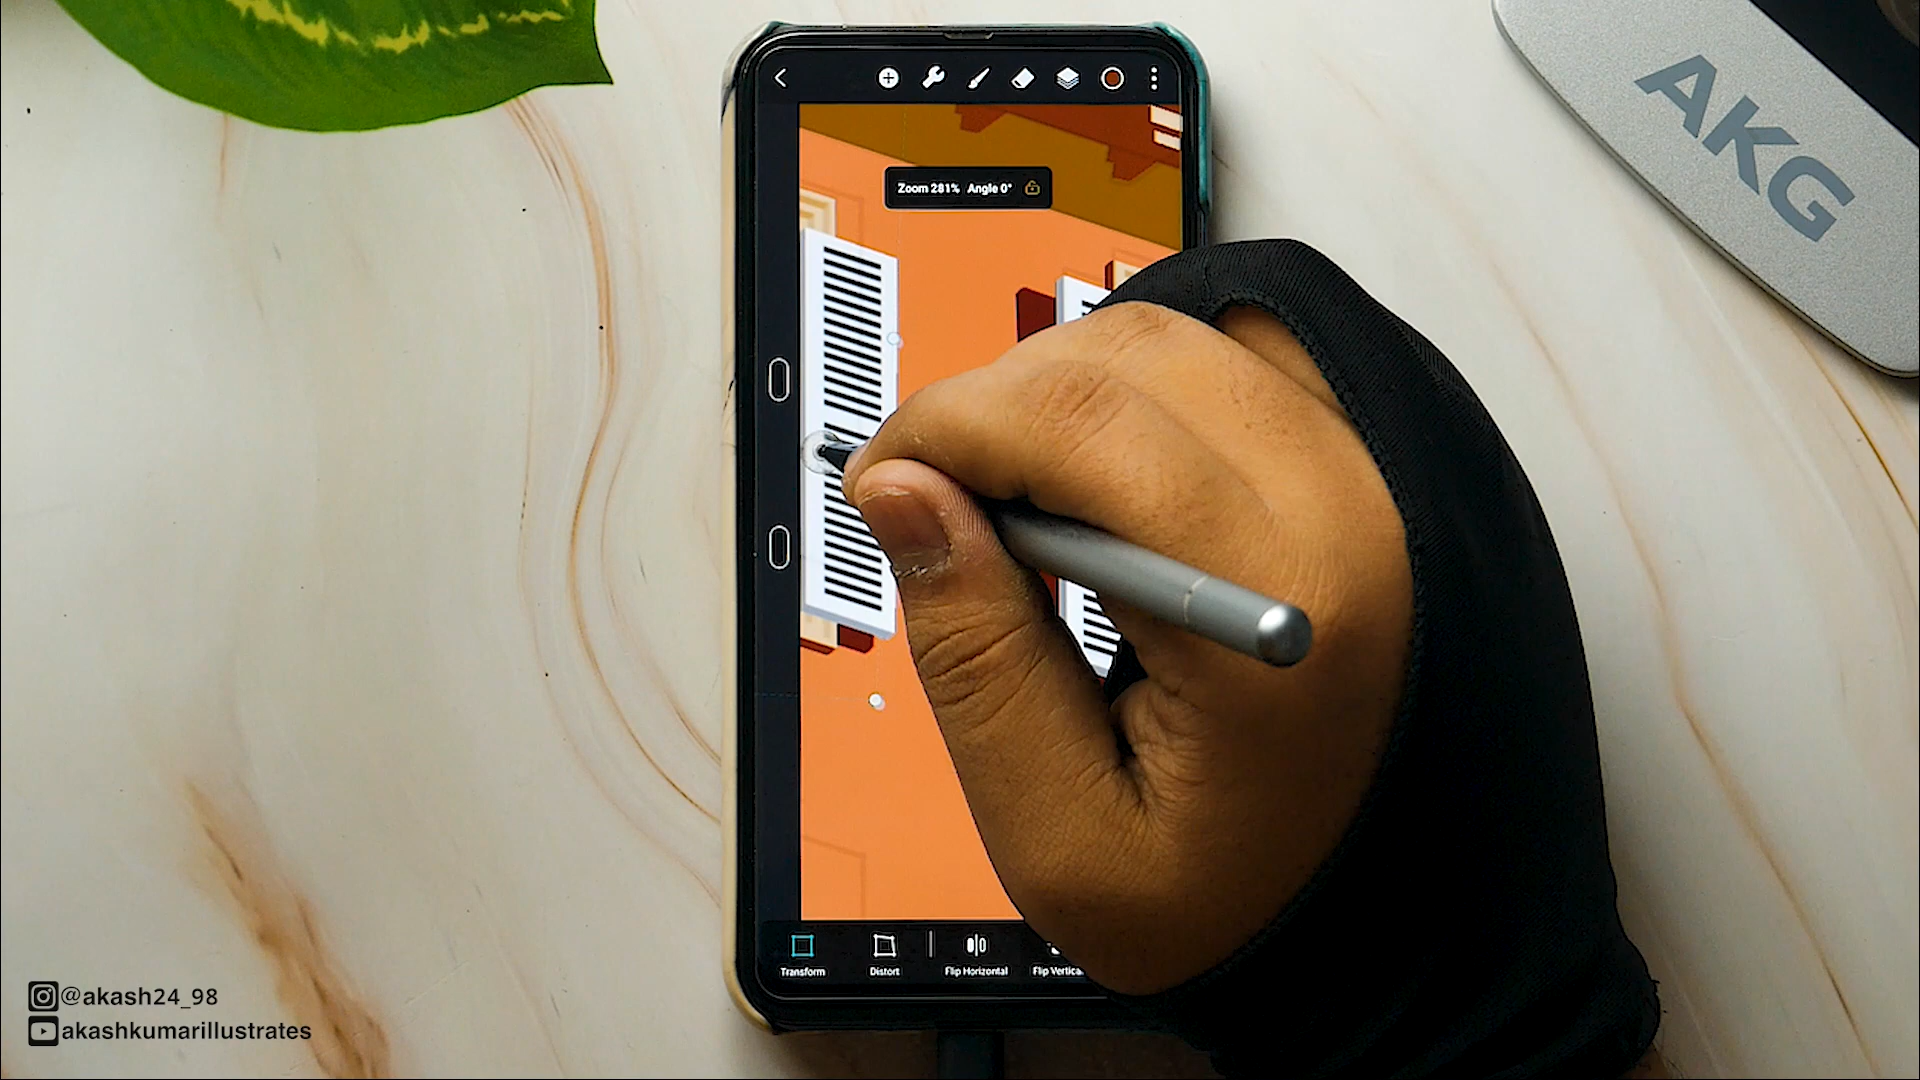 AKG
Zoom 281% Angle 0°
Transform
Distort
Flip Horizontal
Flip Vertica
@akash24_98
akashkumarillustrates